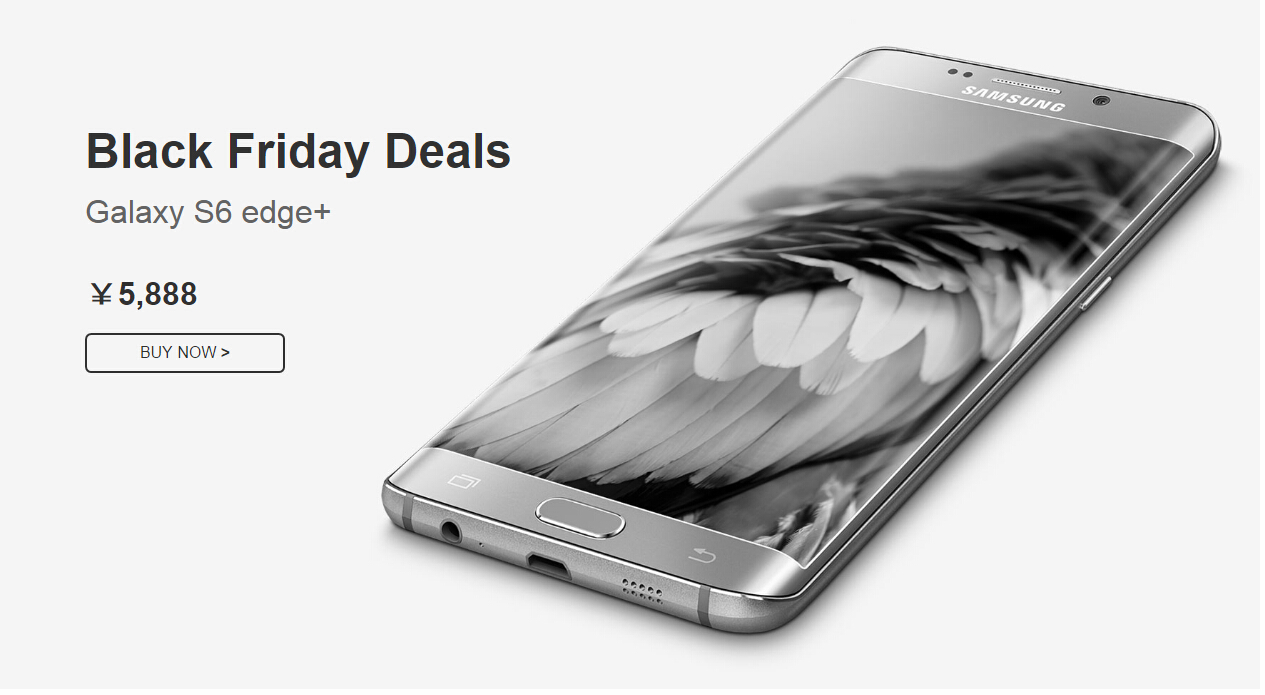 Black Friday Deals
Galaxy S6 edge+
￥5,888
BUY NOW >
SAMSUNG